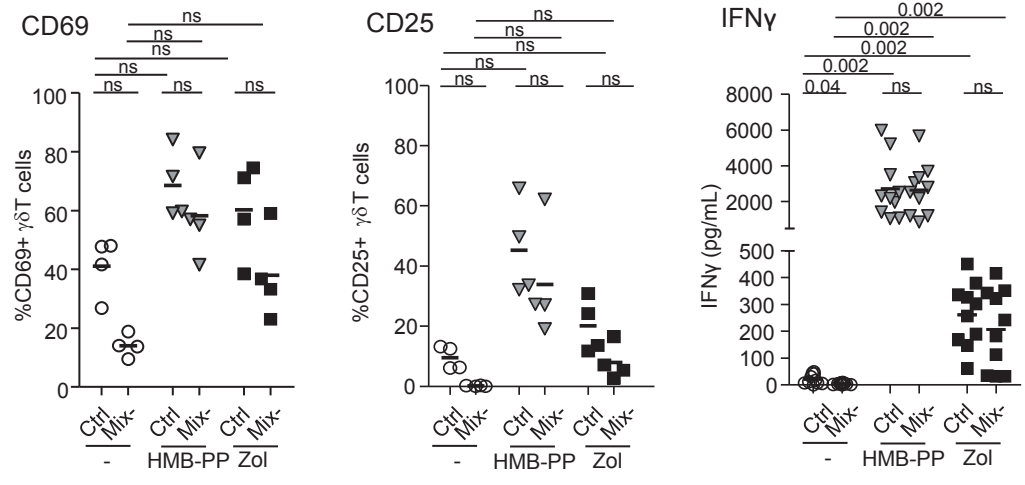 CD69
ns
ns
ns
ns
ns ns ns
100
80
60
40
20
0
%CD69+ γδT cells
Ctrl Mix- Ctrl Mix- Ctrl Mix-
- HMB-PP Zol
CD25
ns
ns
ns
ns
ns ns ns
100
80
60
40
20
0
%CD25+ γδT cells
Ctrl Mix- Ctrl Mix- Ctrl Mix-
- HMB-PP Zol
IFNγ
0.002
0.002
0.002
0.002
0.04 ns ns
8000
6000
4000
2000
500
400
300
200
100
0
IFNγ (pg/mL)
Ctrl Mix- Ctrl Mix- Ctrl Mix-
- HMB-PP Zol